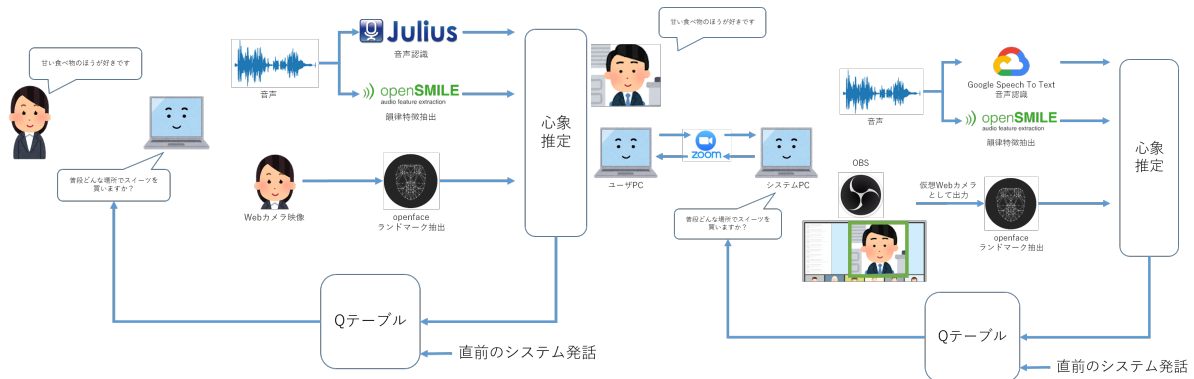 甘い食べ物のほうが好きです
普段どんな場所でスイーツを
買いますか？
音声
Julius
音声認識
openSMILE
audio feature extraction
韻律特徴抽出
Webカメラ映像
openface
ランドマーク抽出
心象
推定
Qテーブル
直前のシステム発話
甘い食べ物のほうが好きです
ユーザPC
zoom
システムPC
普段どんな場所でスイーツを
買いますか？
音声
Google Speech To Text
音声認識
openSMILE
audio feature extraction
韻律特徴抽出
OBS
仮想Webカメラ
として出力
openface
ランドマーク抽出
心象
推定
Qテーブル
直前のシステム発話